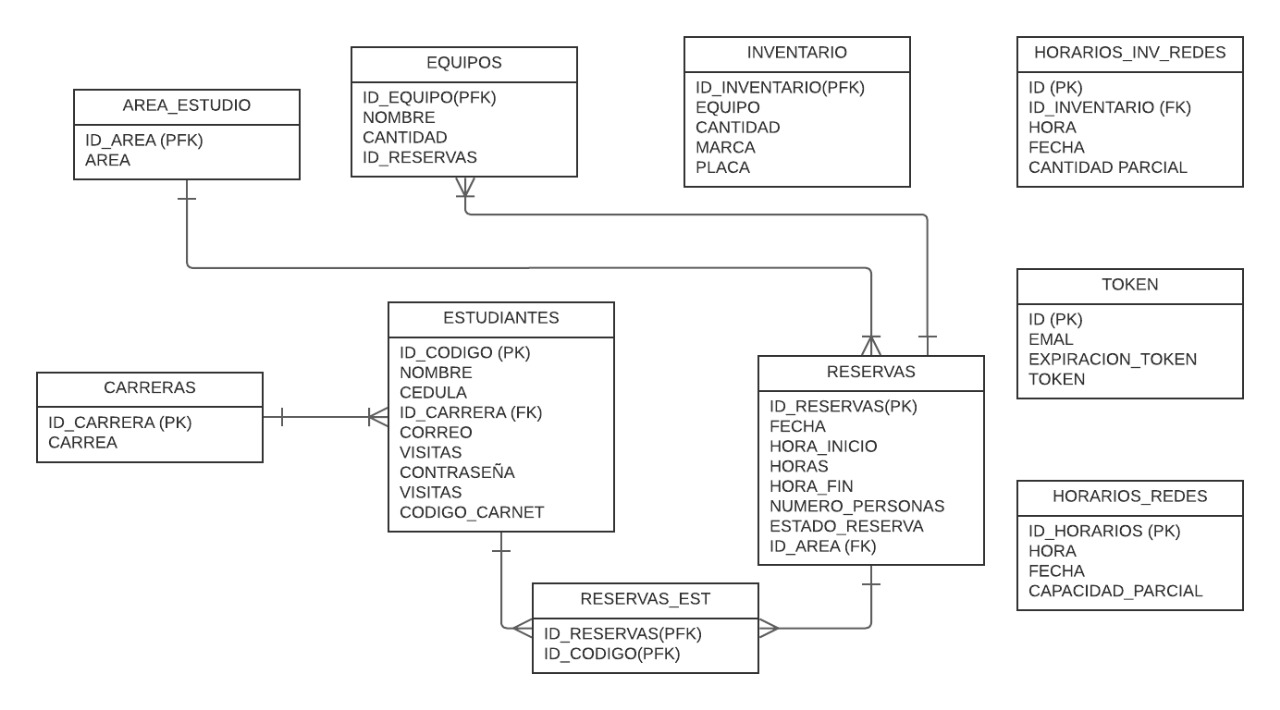 AREA_ESTUDIO
ID_AREA (PFK)
AREA
EQUIPOS
ID_EQUIPO(PFK)
NOMBRE
CANTIDAD
ID_RESERVAS
INVENTARIO
ID_INVENTARIO(PFK)
EQUIPO
CANTIDAD
MARCA
PLACA
HORARIOS_INV_REDES
ID (PK)
ID_INVENTARIO (FK)
HORA
FECHA
CANTIDAD PARCIAL
CARRERAS
ID_CARRERA (PK)
CARREA
ESTUDIANTES
ID_CODIGO (PK)
NOMBRE
CEDULA
ID_CARRERA (FK)
CORREO
VISITAS
CONTRASEÑA
VISITAS
CODIGO_CARNET
RESERVAS
ID_RESERVAS(PK)
FECHA
HORA_INICIO
HORAS
HORA_FIN
NUMERO_PERSONAS
ESTADO_RESERVA
ID_AREA (FK)
TOKEN
ID (PK)
EMAL
EXPIRACION_TOKEN
TOKEN
HORARIOS_REDES
ID_HORARIOS (PK)
HORA
FECHA
CAPACIDAD_PARCIAL
RESERVAS_EST
ID_RESERVAS(PFK)
ID_CODIGO(PFK)